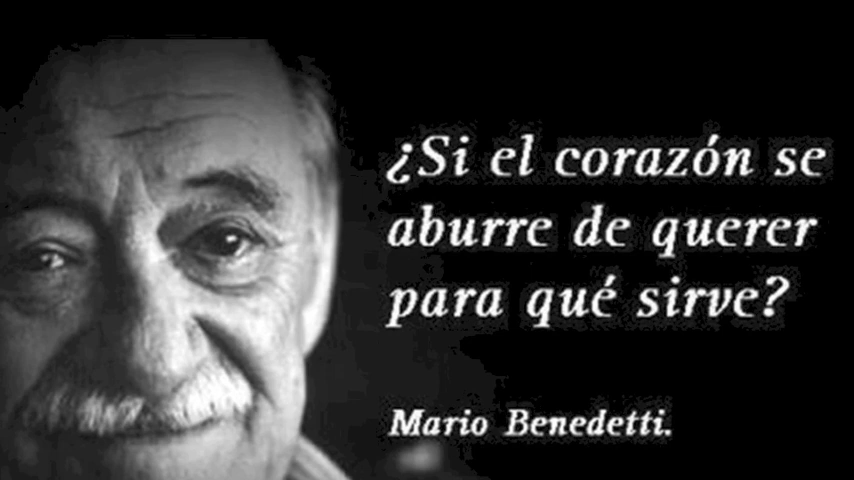 ¿Si el corazón se
aburre de querer
para qué sirve?
Mario Benedetti.